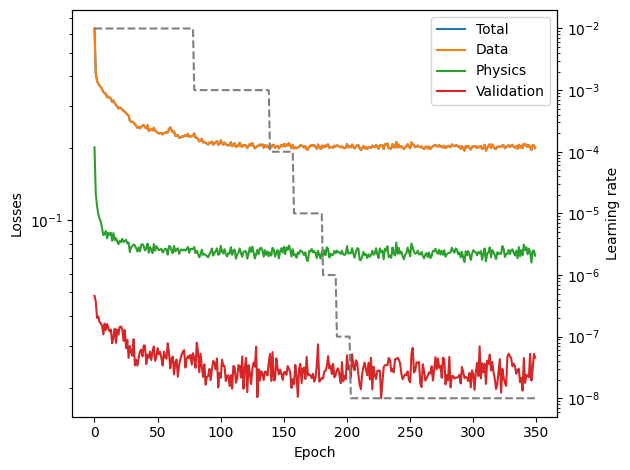 Total
Data
Physics
Validation
Losses
10⁻¹
10⁻²
10⁻³
10⁻⁴
10⁻⁵
10⁻⁶
10⁻⁷
10⁻⁸
Learning rate
0 50 100 150 200 250 300 350
Epoch